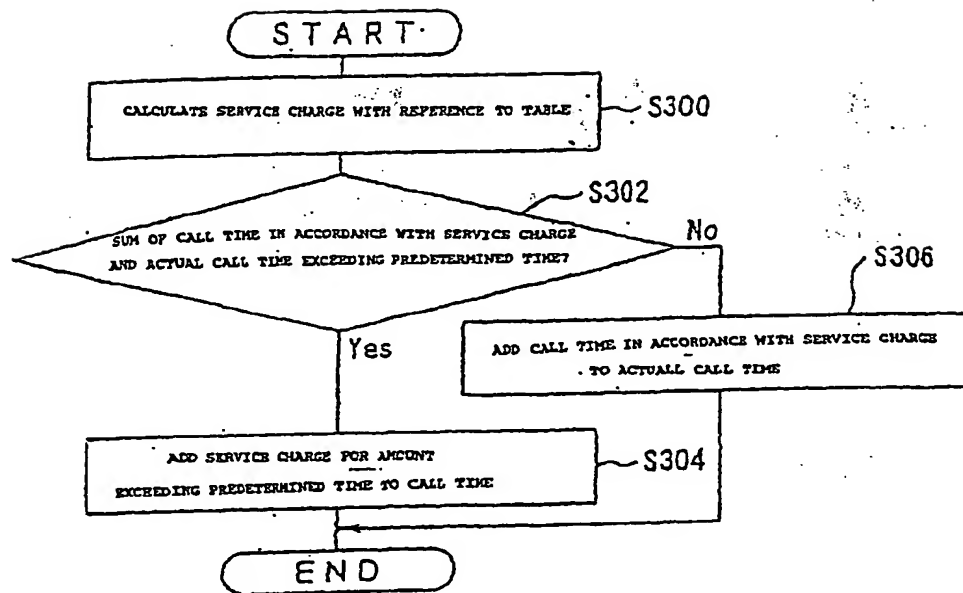 START
CALCULATE SERVICE CHARGE WITH REFERENCE TO TABLE
S300
S302
SUM OF CALL TIME IN ACCORDANCE WITH SERVICE CHARGE
AND ACTUAL CALL TIME EXCEEDING PREDETERMINED TIME?
No
S306
Yes
ADD CALL TIME IN ACCORDANCE WITH SERVICE CHARGE
TO ACTUALL CALL TIME
ADD SERVICE CHARGE FOR AMOUNT
EXCEEDING PREDETERMINED TIME TO CALL TIME
S304
END